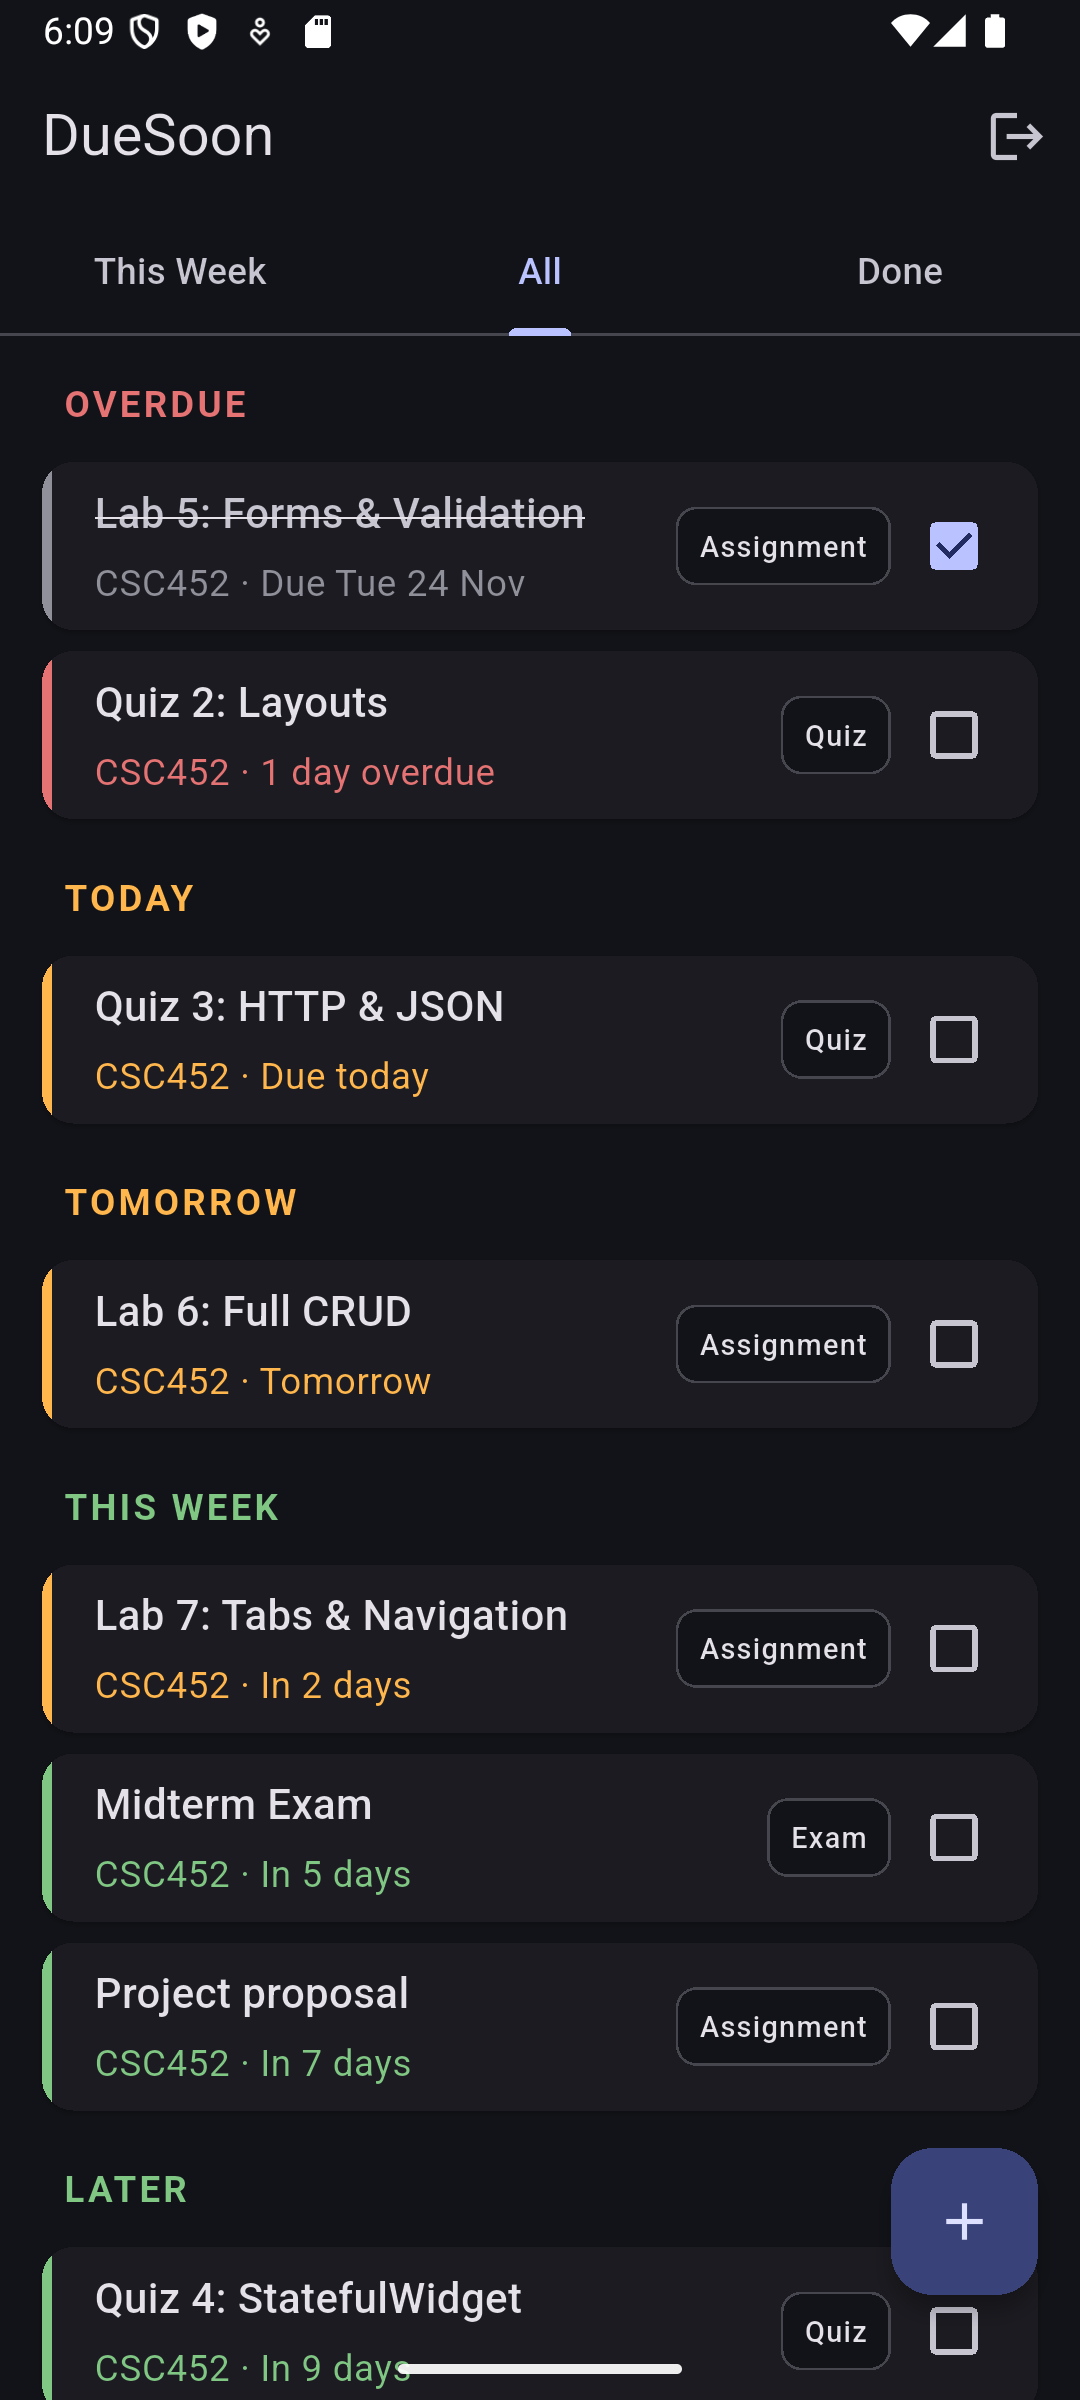 6:09
DueSoon
This Week
All
Done
OVERDUE
Lab 5: Forms & Validation
CSC452 · Due Tue 24 Nov
Assignment
Quiz 2: Layouts
CSC452 · 1 day overdue
Quiz
TODAY
Quiz 3: HTTP & JSON
CSC452 · Due today
Quiz
TOMORROW
Lab 6: Full CRUD
CSC452 · Tomorrow
Assignment
THIS WEEK
Lab 7: Tabs & Navigation
CSC452 · In 2 days
Assignment
Midterm Exam
CSC452 · In 5 days
Exam
Project proposal
CSC452 · In 7 days
Assignment
LATER
Quiz 4: StatefulWidget
CSC452 · In 9 days
Quiz